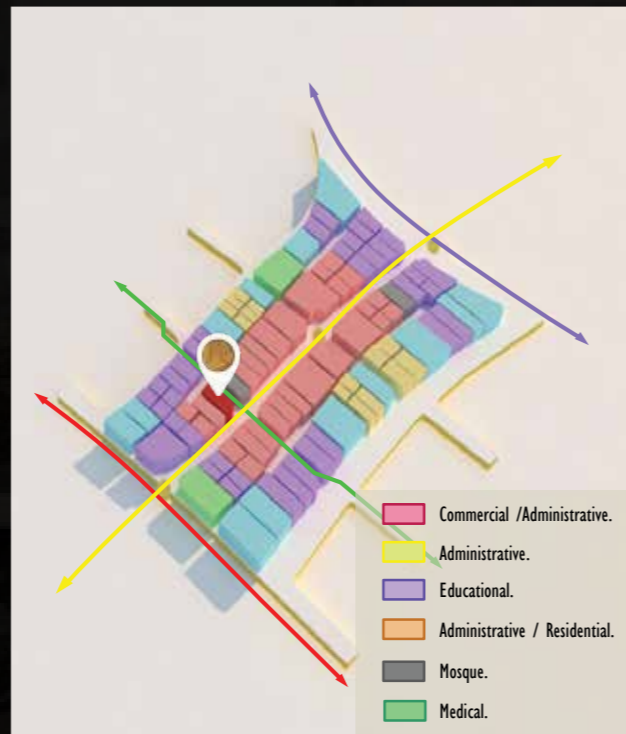 Commercial /Administrative.
Administrative.
Educational.
Administrative / Residential.
Mosque.
Medical.